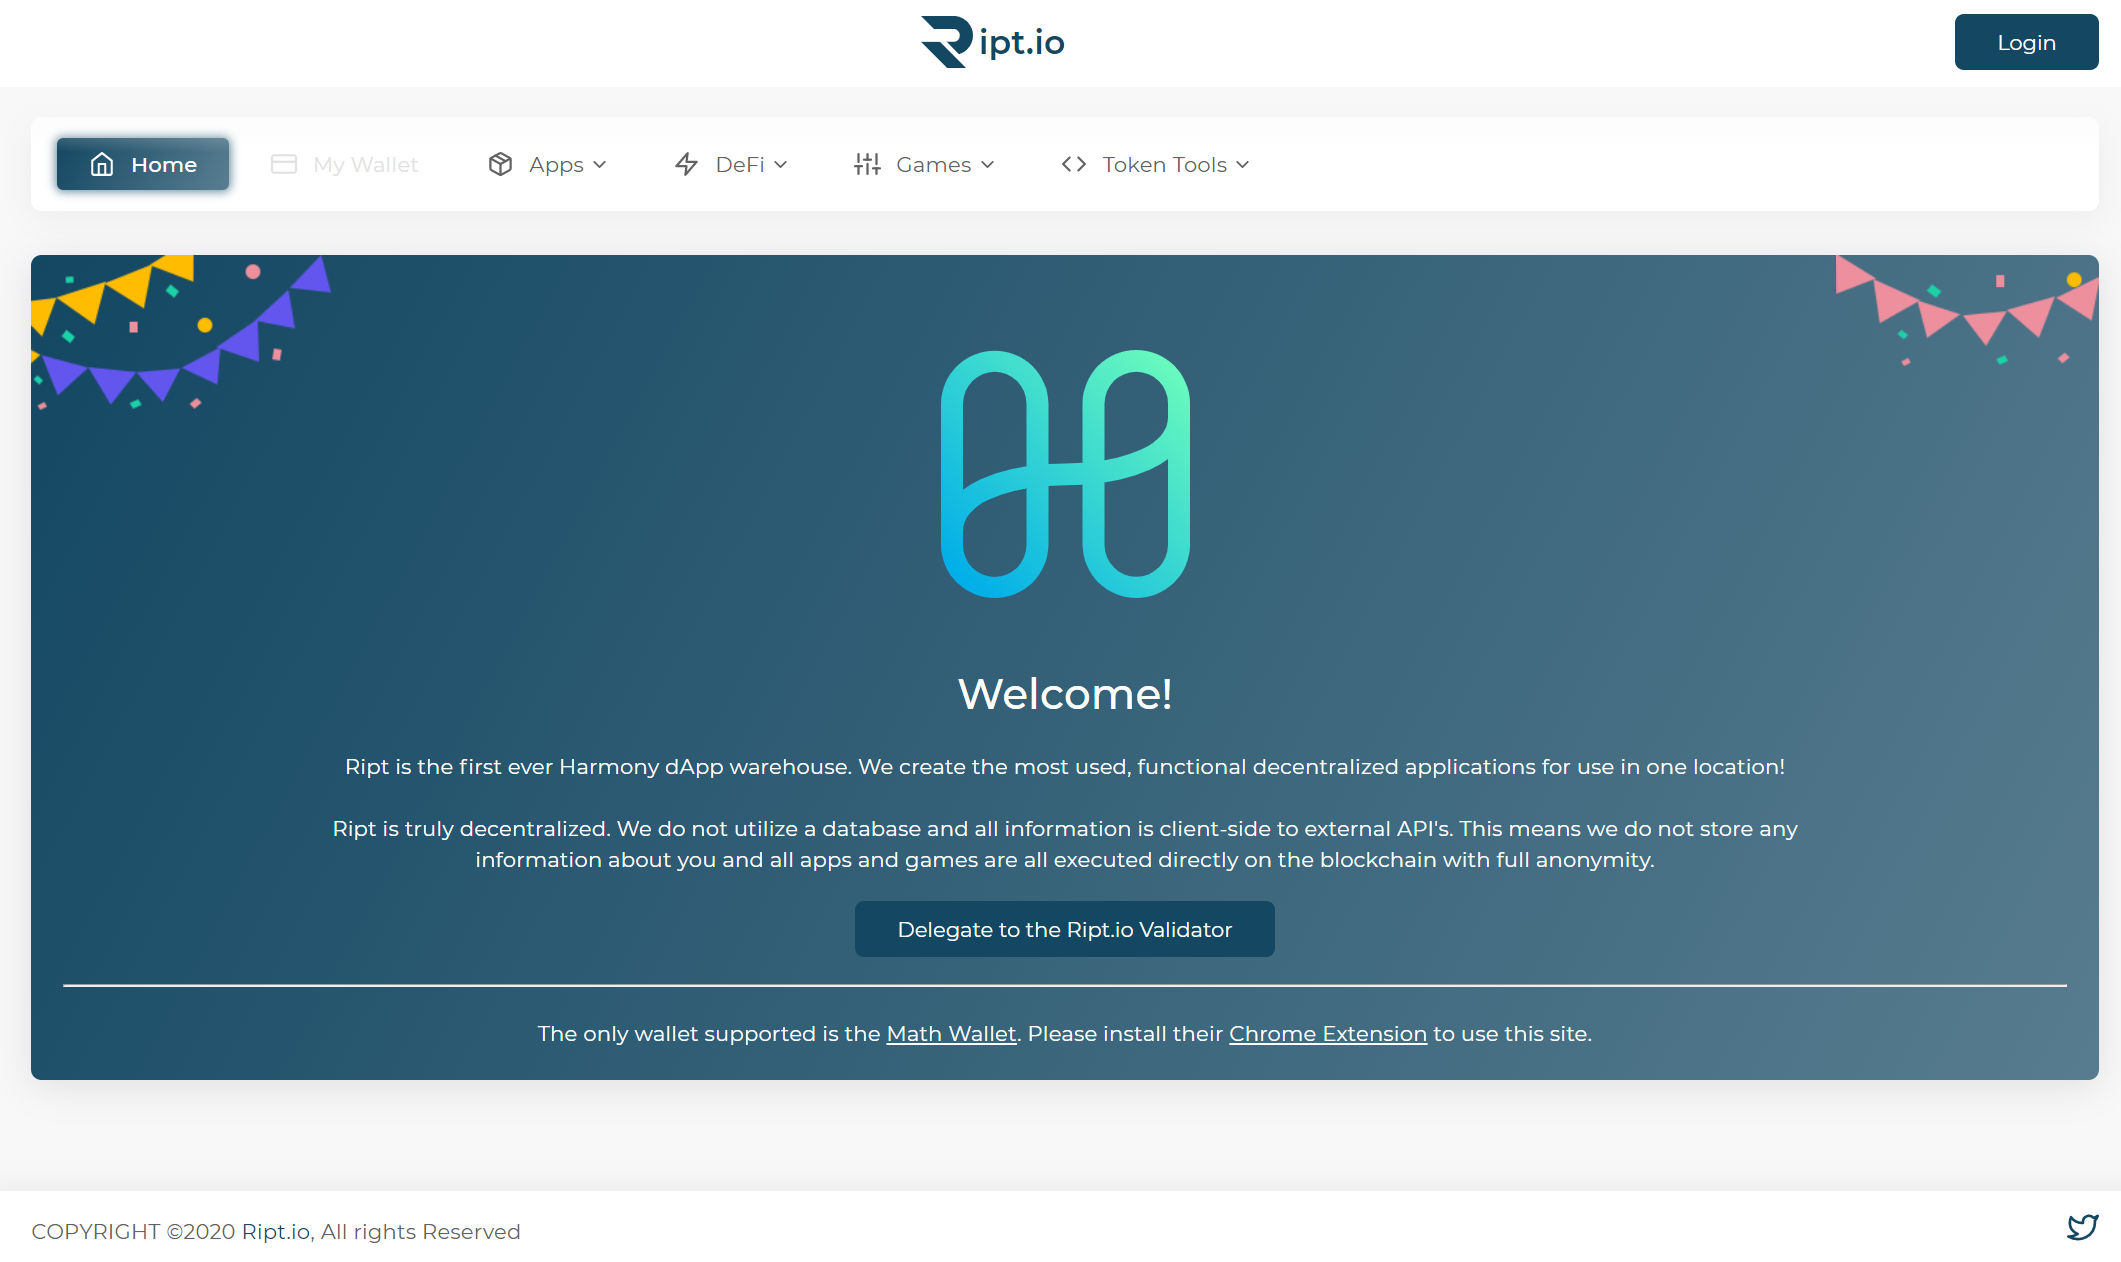 Ript.io
Login
Home
My Wallet
Apps
DeFi
Games
Token Tools
Welcome!
Ript is the first ever Harmony dApp warehouse. We create the most used, functional decentralized applications for use in one location!
Ript is truly decentralized. We do not utilize a database and all information is client-side to external API's. This means we do not store any
information about you and all apps and games are all executed directly on the blockchain with full anonymity.
Delegate to the Ript.io Validator
The only wallet supported is the Math Wallet. Please install their Chrome Extension to use this site.
COPYRIGHT ©2020 Ript.io, All rights Reserved